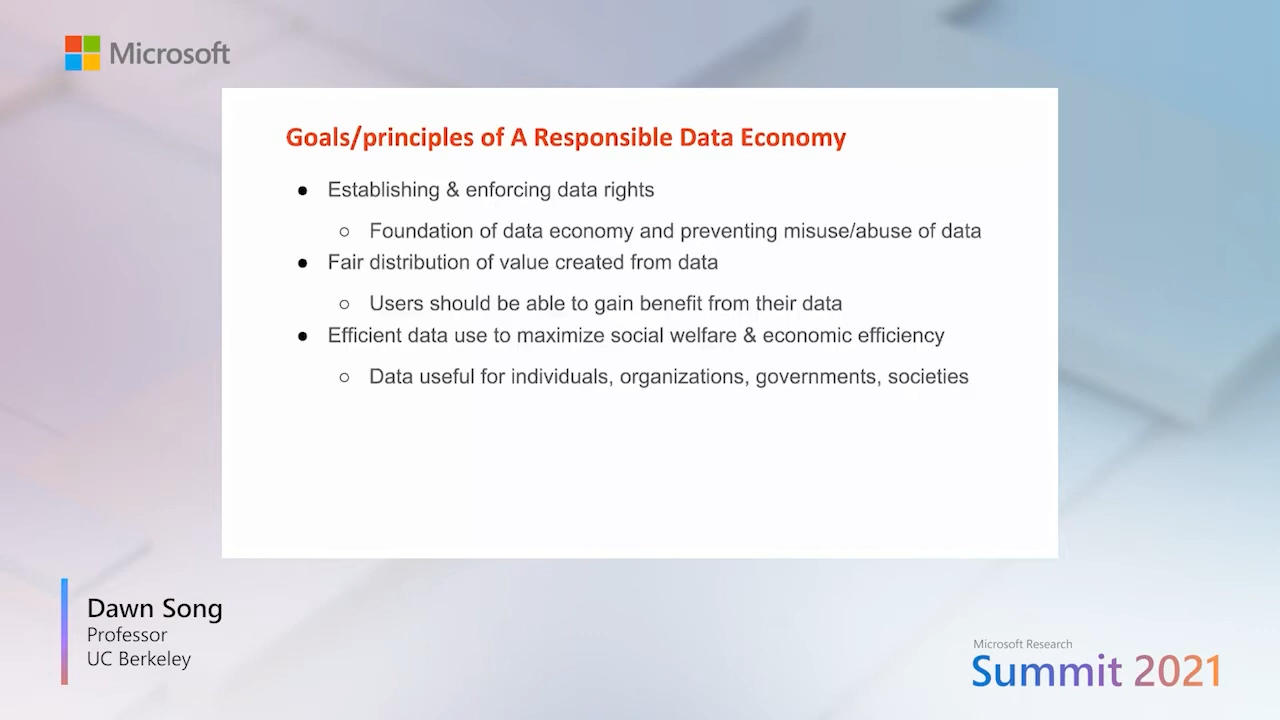 Microsoft
Goals/principles of A Responsible Data Economy
● Establishing & enforcing data rights
○ Foundation of data economy and preventing misuse/abuse of data
● Fair distribution of value created from data
○ Users should be able to gain benefit from their data
● Efficient data use to maximize social welfare & economic efficiency
○ Data useful for individuals, organizations, governments, societies
Dawn Song
Professor
UC Berkeley
Microsoft Research
Summit 2021